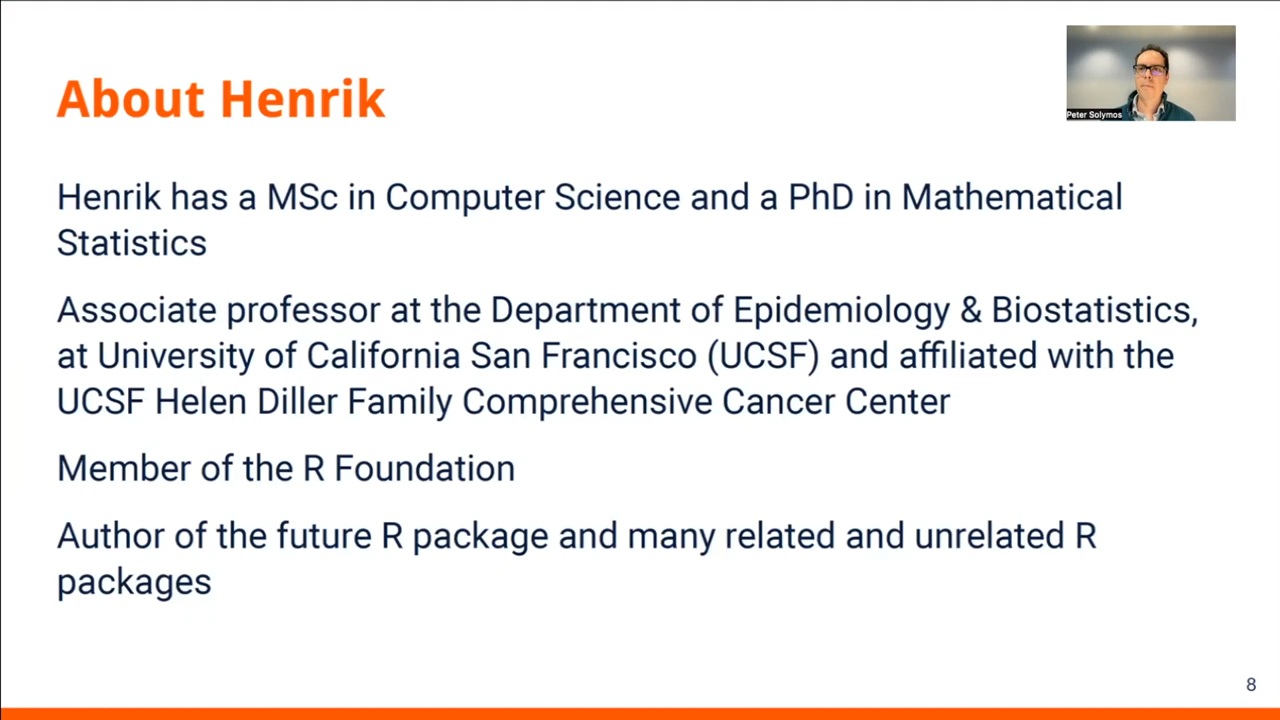 About Henrik
Peter Solymos
Henrik has a MSc in Computer Science and a PhD in Mathematical
Statistics
Associate professor at the Department of Epidemiology & Biostatistics,
at University of California San Francisco (UCSF) and affiliated with the
UCSF Helen Diller Family Comprehensive Cancer Center
Member of the R Foundation
Author of the future R package and many related and unrelated R
packages
8